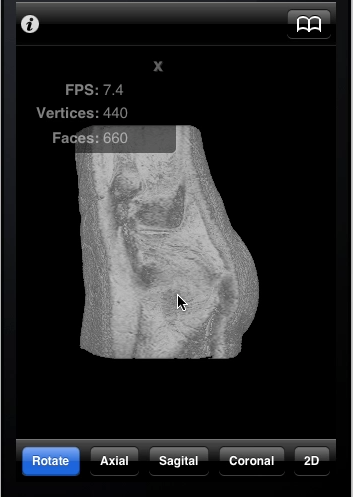 X
FPS: 7.4
Vertices: 440
Faces: 660
Rotate Axial Sagital Coronal 2D